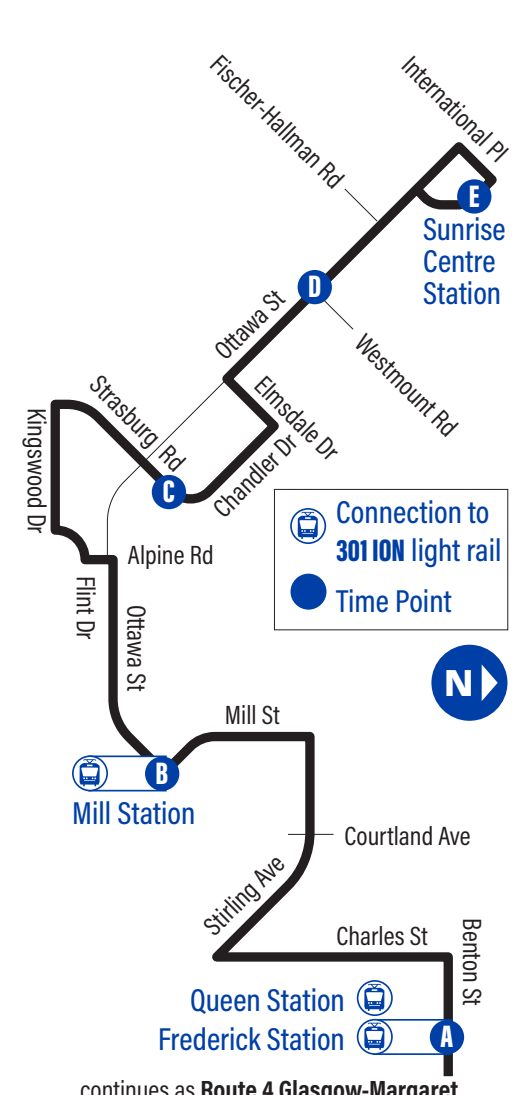 International Pl
Fischer-Hallman Rd
E
Sunrise
Centre
Station
D
Ottawa St
Westmount Rd
Elmsdale Dr
Strasburg Rd
Kingswood Dr
C
Chandler Dr
Connection to
301 ION light rail
Time Point
Alpine Rd
Flint Dr
Ottawa St
N
Mill St
B
Mill Station
Courtland Ave
Stirling Ave
Charles St
Benton St
Queen Station
Frederick Station
A
continues as Route 4 Glasgow-Margaret